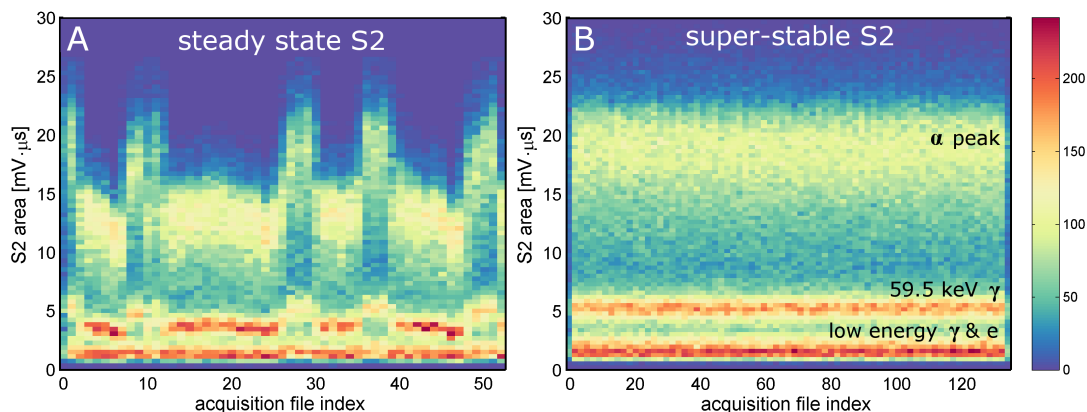 A steady state S2
30
25
20
15
10
5
0
S2 area [mV·µs]
0 10 20 30 40 50
acquisition file index
B super-stable S2
α peak
59.5 keV γ
low energy γ & e
30
25
20
15
10
5
0
S2 area [mV·µs]
0 20 40 60 80 100 120
acquisition file index
200
150
100
50
0